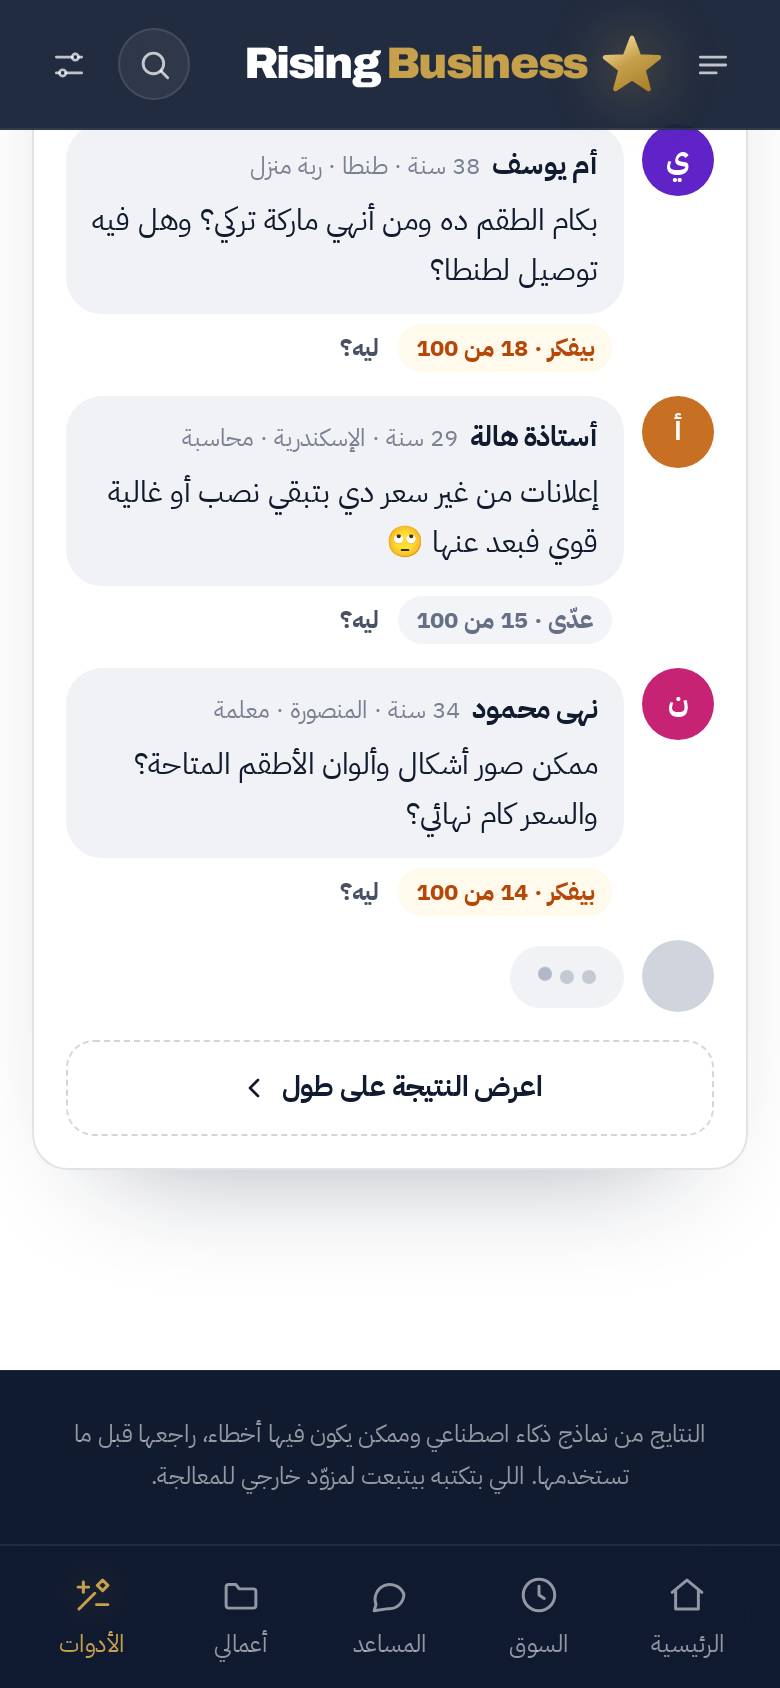 Rising Business
ي
أم يوسف 38 سنة · طنطا · ربة منزل
بكام الطقم ده ومن أنهي ماركة تركي؟ وهل فيه
توصيل لطنطا؟
بيفكر · 18 من 100 ليه؟
أ
أستاذة هالة 29 سنة · الإسكندرية · محاسبة
إعلانات من غير سعر دي بتبقي نصب أو غالية
قوي فبعد عنها 🙄
عدّى · 15 من 100 ليه؟
ن
نهى محمود 34 سنة · المنصورة · معلمة
ممكن صور أشكال وألوان الأطقم المتاحة؟
والسعر كام نهائي؟
بيفكر · 14 من 100 ليه؟
اعرض النتيجة على طول
النتايج من نماذج ذكاء اصطناعي وممكن يكون فيها أخطاء، راجعها قبل ما
تستخدمها. اللي بتكتبه بيتبعت لمزوّد خارجي للمعالجة.
الرئيسية
السوق
المساعد
أعمالي
الأدوات